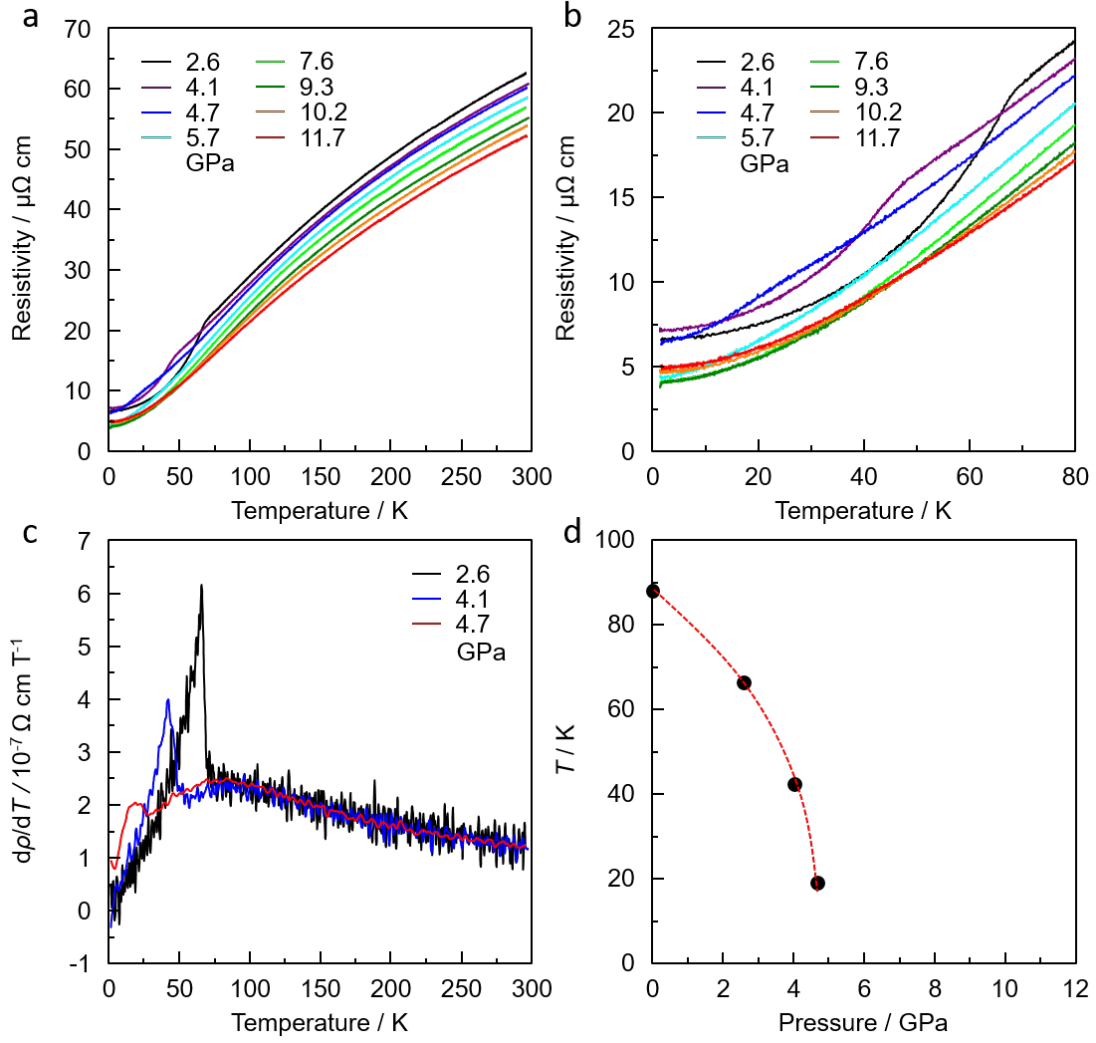 a
70
60
50
40
30
20
10
0
Resistivity / μΩ cm
2.6 7.6
4.1 9.3
4.7 10.2
5.7 11.7
GPa
0 50 100 150 200 250 300
Temperature / K
b
25
20
15
10
5
0
Resistivity / μΩ cm
2.6 7.6
4.1 9.3
4.7 10.2
5.7 11.7
GPa
0 20 40 60 80
Temperature / K
c
7
6
5
4
3
2
1
0
-1
dρ/dT / 10⁻⁷ Ω cm T⁻¹
2.6
4.1
4.7
GPa
0 50 100 150 200 250 300
Temperature / K
d
100
80
60
40
20
0
T / K
0 2 4 6 8 10 12
Pressure / GPa